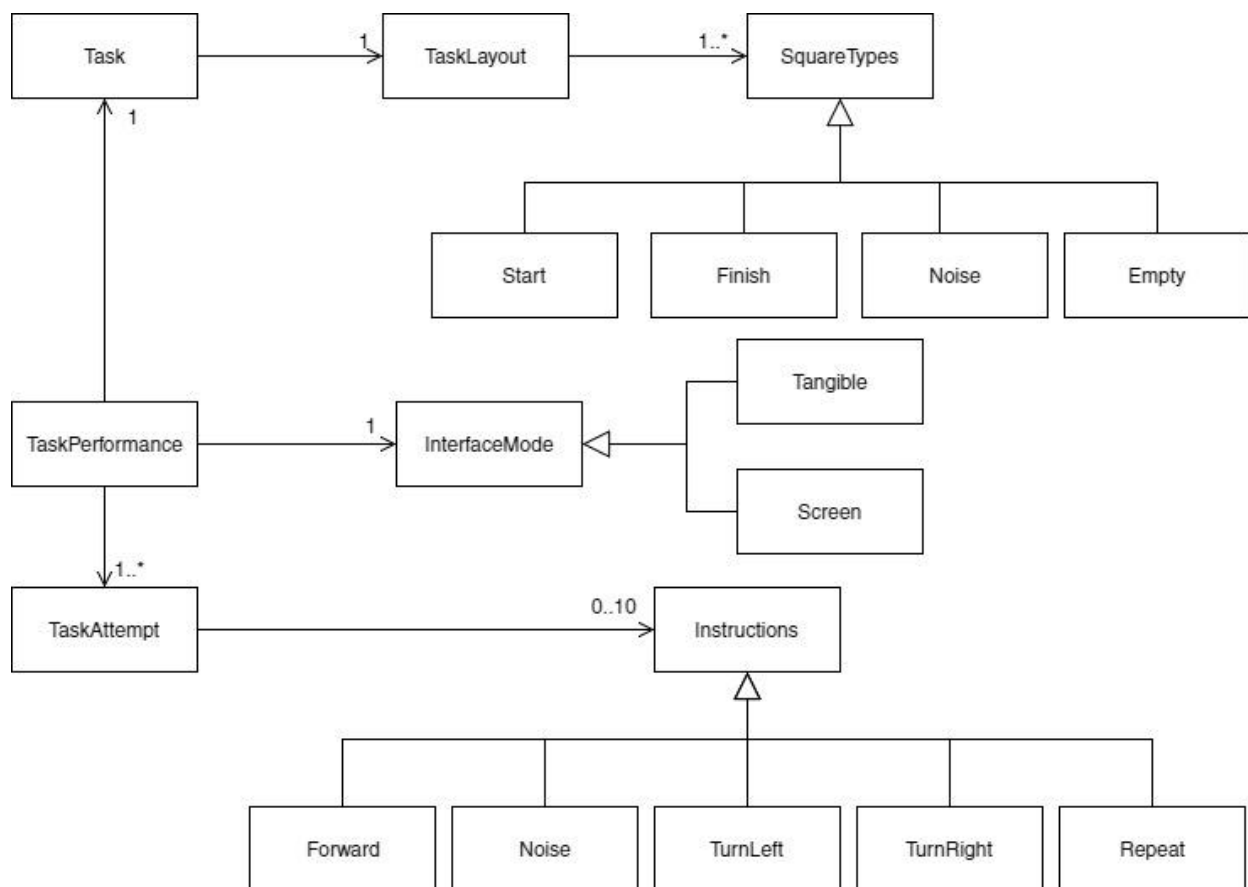 Task
1
TaskLayout
1..*
SquareTypes
1
Start
Finish
Noise
Empty
Tangible
TaskPerformance
1
InterfaceMode
Screen
1..*
TaskAttempt
0..10
Instructions
Forward
Noise
TurnLeft
TurnRight
Repeat